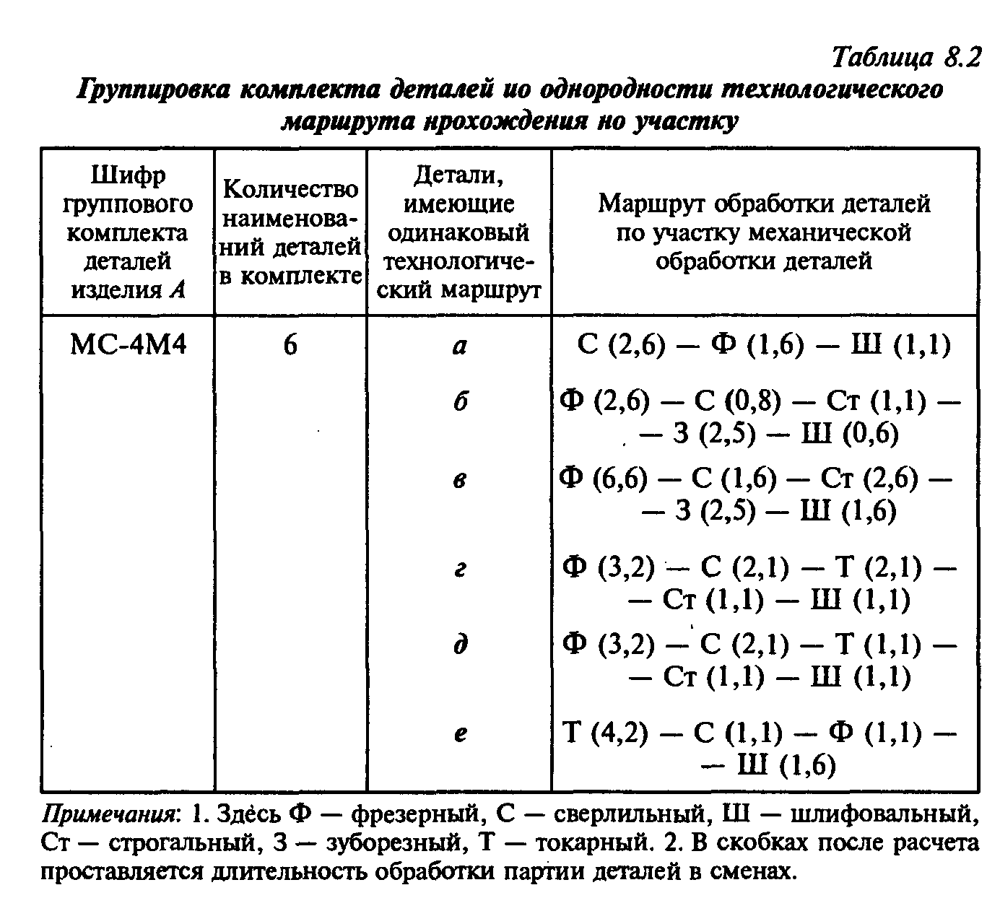 Таблица 8.2
Группировка комплекта деталей ио однородности технологического
маршрута нрохождения но участку
Шифр
группового
комплекта
деталей
изделия А
Количество
наименова-
ний деталей
в комплекте
Детали,
имеющие
одинаковый
технологиче-
ский маршрут
Маршрут обработки деталей
по участку механической
обработки деталей
МС-4М4
6
а
С (2,6) — Ф (1,6) — Ш (1,1)
б
Ф (2,6) — С (0,8) — Ст (1,1) —
— З (2,5) — Ш (0,6)
в
Ф (6,6) — С (1,6) — Ст (2,6) —
— З (2,5) — Ш (1,6)
г
Ф (3,2) — С (2,1) — Т (2,1) —
— Ст (1,1) — Ш (1,1)
д
Ф (3,2) — С (2,1) — Т (1,1) —
— Ст (1,1) — Ш (1,1)
е
Т (4,2) — С (1,1) — Ф (1,1) —
— Ш (1,6)
Примечания: 1. Здесь Ф — фрезерный, С — сверлильный, Ш — шлифовальный,
Ст — строгальный, З — зуборезный, Т — токарный. 2. В скобках после расчета
проставляется длительность обработки партии деталей в сменах.